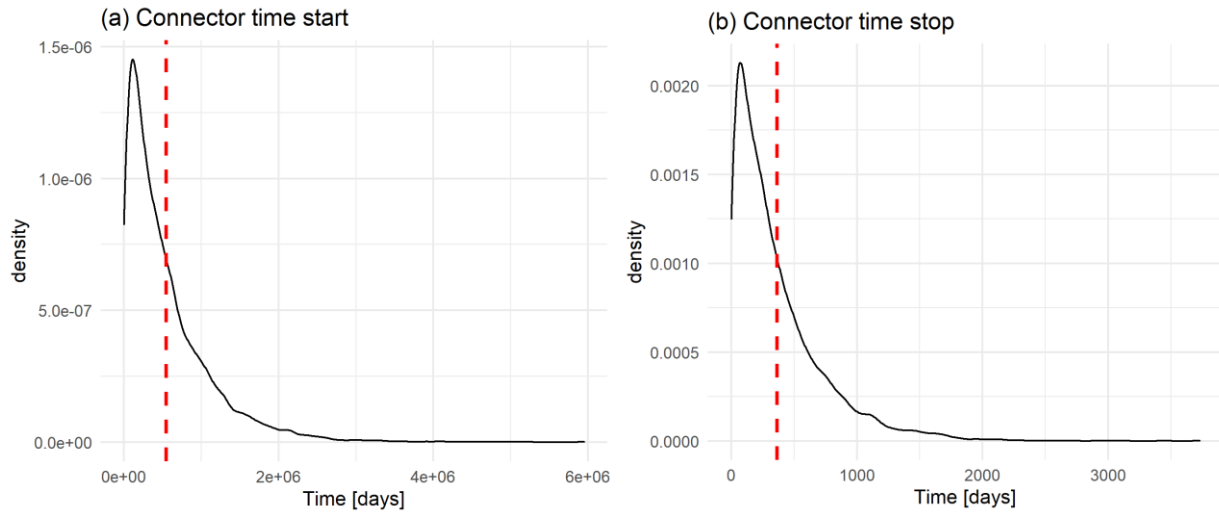 (a) Connector time start
1.5e-06
1.0e-06
5.0e-07
0.0e+00
density
0e+00 2e+06 4e+06 6e+06
Time [days]
(b) Connector time stop
0.0020
0.0015
0.0010
0.0005
0.0000
density
0 1000 2000 3000
Time [days]